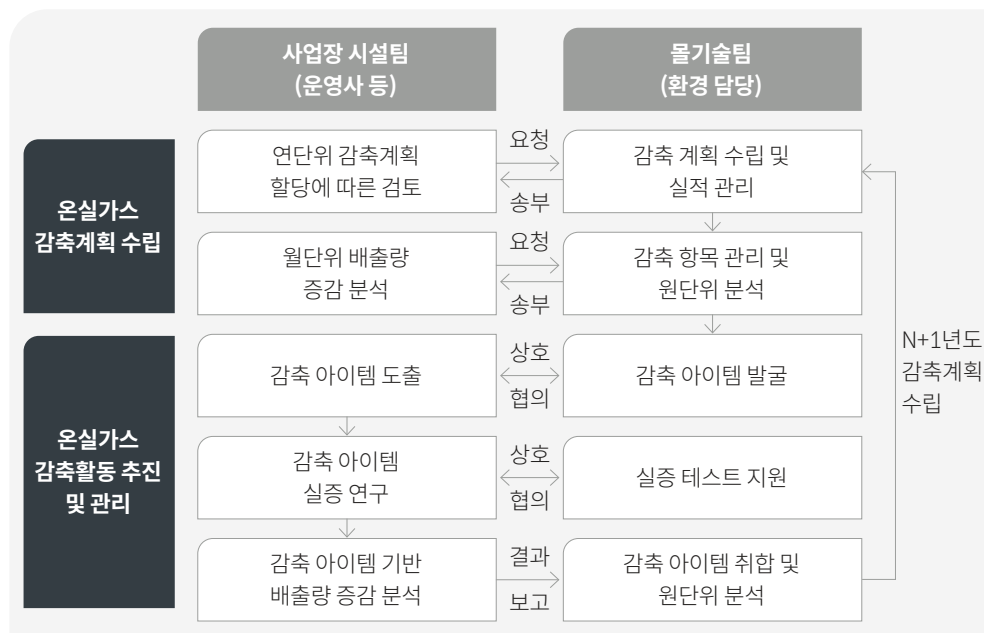 사업장 시설팀
(운영사 등)
몰기술팀
(환경 담당)
온실가스
감축계획 수립
연단위 감축계획
할당에 따른 검토
요청
송부
감축 계획 수립 및
실적 관리
월단위 배출량
증감 분석
요청
송부
감축 항목 관리 및
원단위 분석
온실가스
감축활동 추진
및 관리
감축 아이템 도출
상호
협의
감축 아이템 발굴
감축 아이템
실증 연구
상호
협의
실증 테스트 지원
감축 아이템 기반
배출량 증감 분석
결과
보고
감축 아이템 취합 및
원단위 분석
N+1년도
감축계획
수립